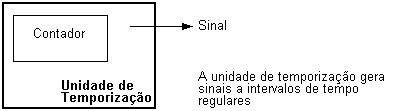 Contador
Sinal
Unidade de
Temporização
A unidade de temporização gera
sinais a intervalos de tempo
regulares